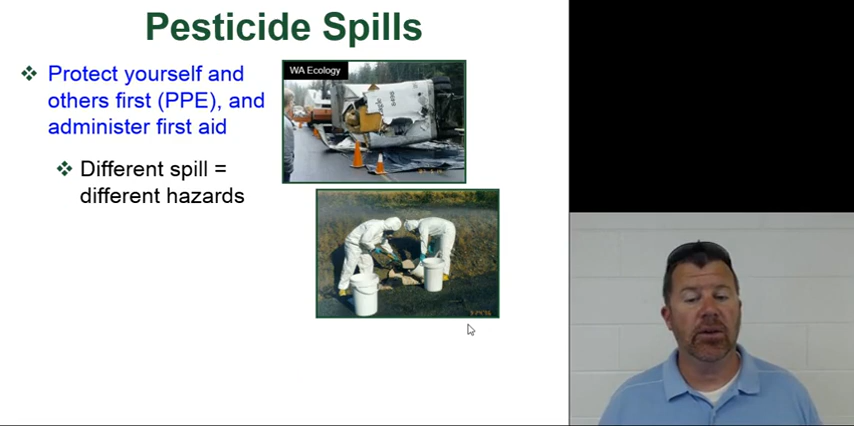 Pesticide Spills
❖ Protect yourself and
others first (PPE), and
administer first aid
❖ Different spill =
different hazards
WA Ecology